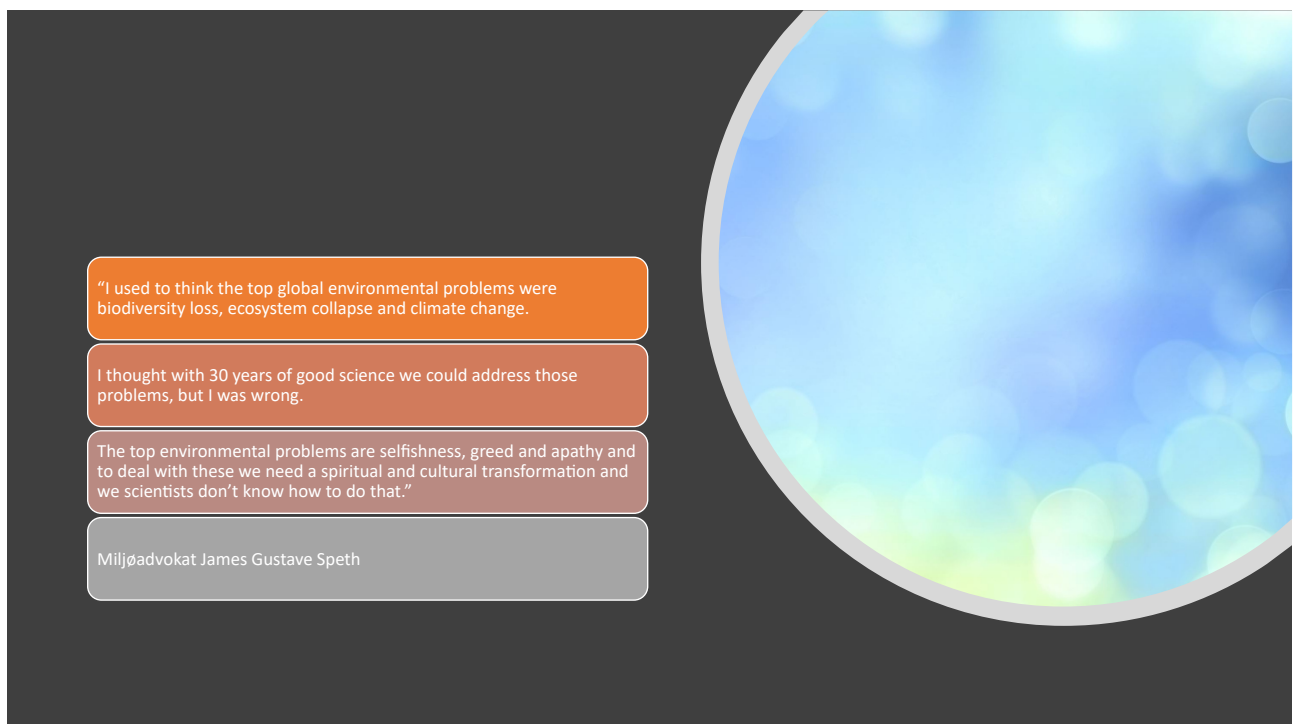 “I used to think the top global environmental problems were
biodiversity loss, ecosystem collapse and climate change.
I thought with 30 years of good science we could address those
problems, but I was wrong.
The top environmental problems are selfishness, greed and apathy and
to deal with these we need a spiritual and cultural transformation and
we scientists don’t know how to do that.”
Miljøadvokat James Gustave Speth